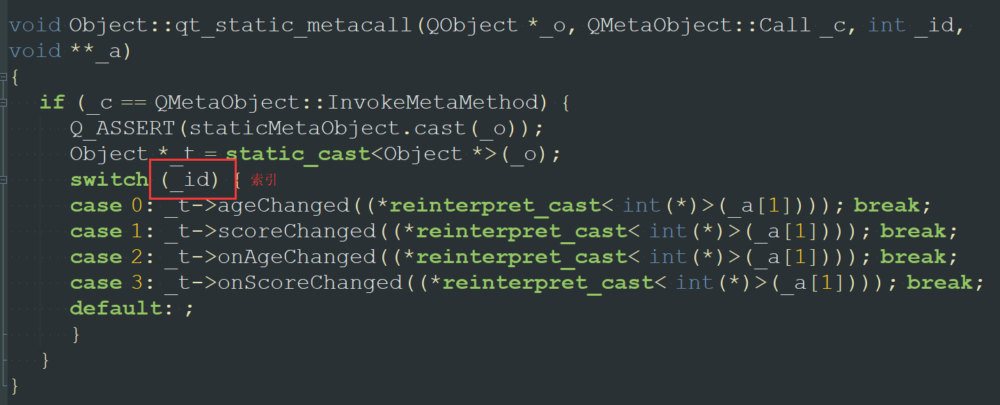 void Object::qt_static_metacall(QObject *_o, QMetaObject::Call _c, int _id,
void **_a)
{
if (_c == QMetaObject::InvokeMetaMethod) {
Q_ASSERT(staticMetaObject.cast(_o));
Object *_t = static_cast<Object *>(_o);
switch (_id) { 索引
case 0: _t->ageChanged((*reinterpret_cast< int(*)>(_a[1]))); break;
case 1: _t->scoreChanged((*reinterpret_cast< int(*)>(_a[1]))); break;
case 2: _t->onAgeChanged((*reinterpret_cast< int(*)>(_a[1]))); break;
case 3: _t->onScoreChanged((*reinterpret_cast< int(*)>(_a[1]))); break;
default: ;
}
}
}